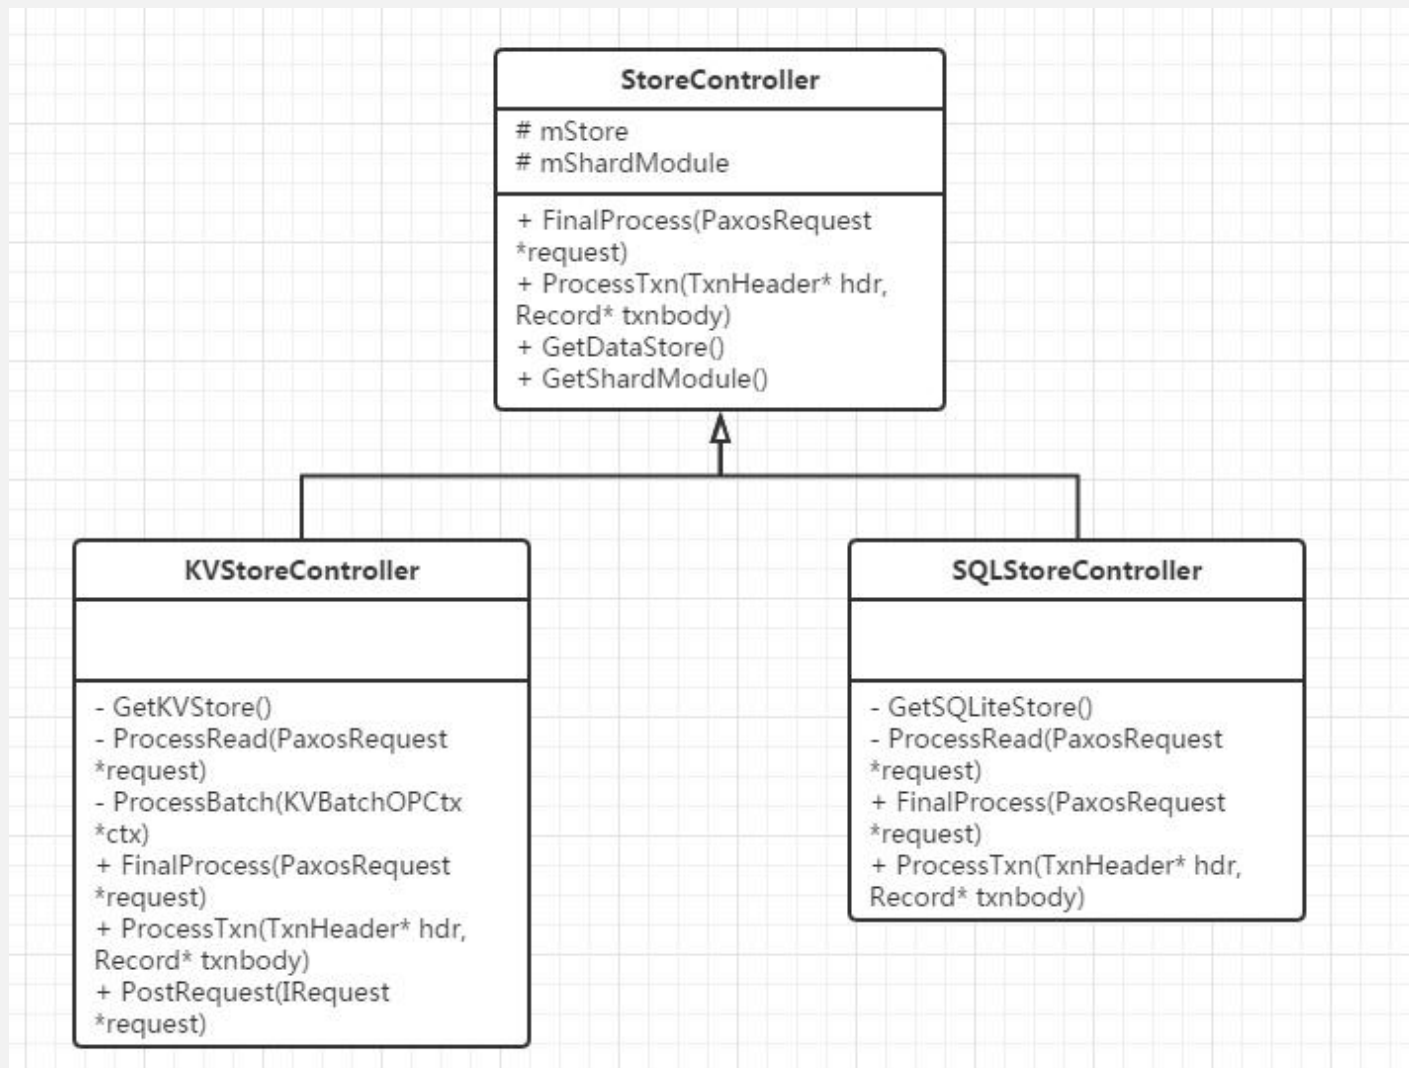 StoreController
# mStore
# mShardModule
+ FinalProcess(PaxosRequest
*request)
+ ProcessTxn(TxnHeader* hdr,
Record* txnbody)
+ GetDataStore()
+ GetShardModule()
KVStoreController
- GetKVStore()
- ProcessRead(PaxosRequest
*request)
- ProcessBatch(KVBatchOPCtx
*ctx)
+ FinalProcess(PaxosRequest
*request)
+ ProcessTxn(TxnHeader* hdr,
Record* txnbody)
+ PostRequest(IRequest
*request)
SQLStoreController
- GetSQLiteStore()
- ProcessRead(PaxosRequest
*request)
+ FinalProcess(PaxosRequest
*request)
+ ProcessTxn(TxnHeader* hdr,
Record* txnbody)